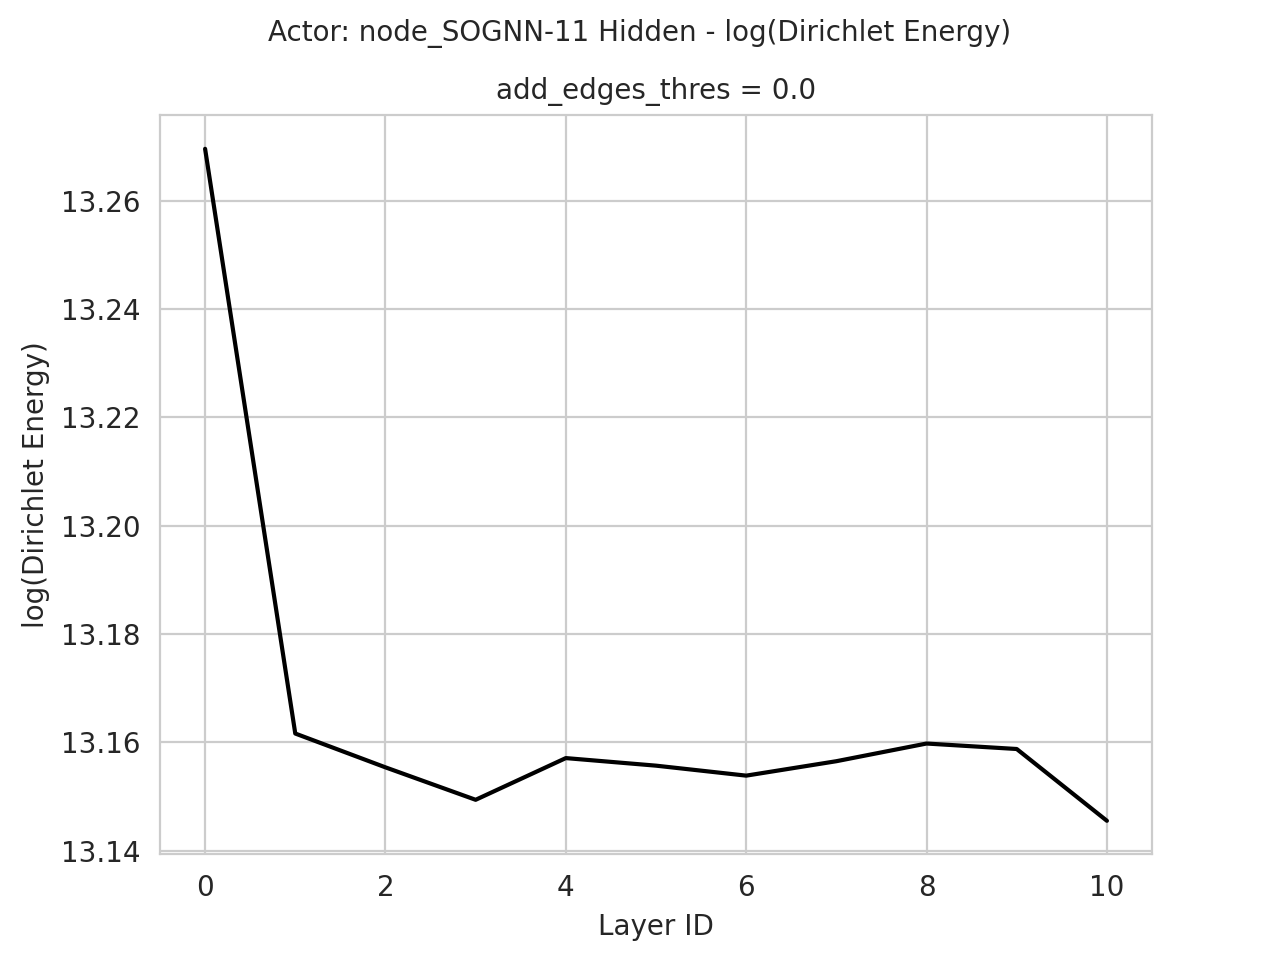 Actor: node_SOGNN-11 Hidden - log(Dirichlet Energy)
add_edges_thres = 0.0
log(Dirichlet Energy)
13.26
13.24
13.22
13.20
13.18
13.16
13.14
0 2 4 6 8 10
Layer ID